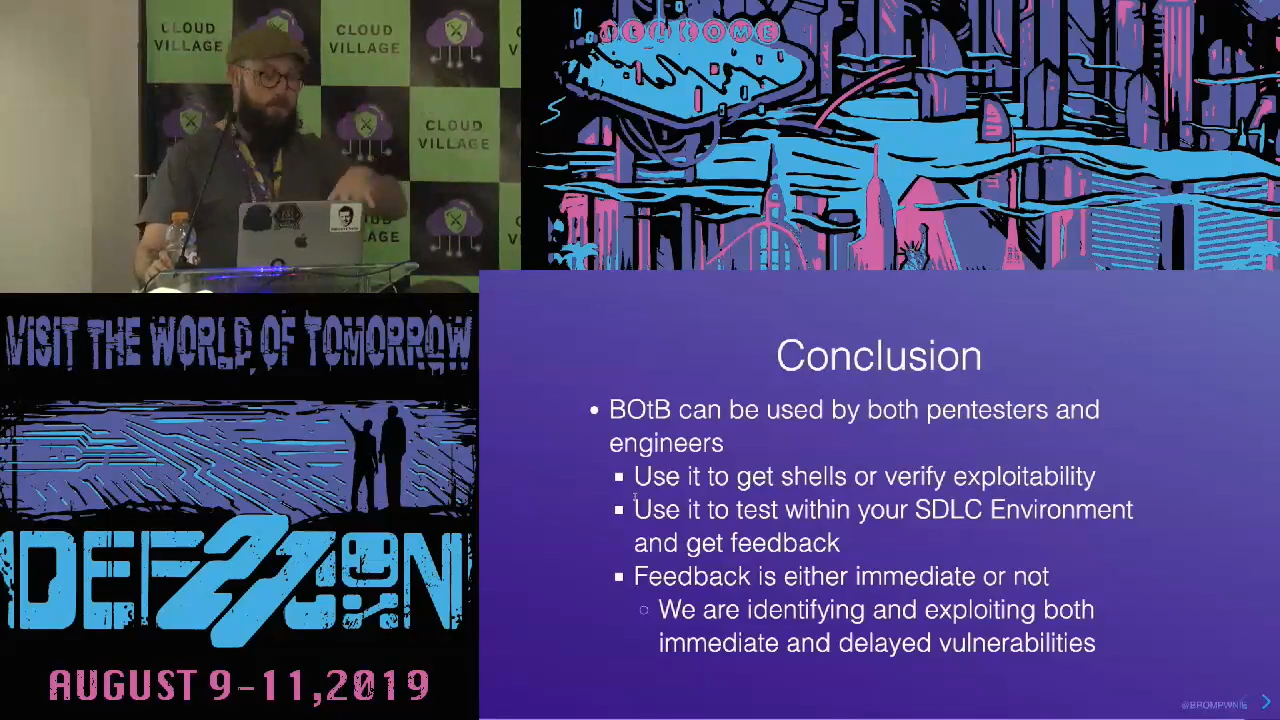 CLOUD
VILLAGE
CLOUD
VILLAGE
CLOUD
VILLAGE
VILLAGE
WELCOME
VISIT THE WORLD OF TOMORROW
DEF 27 CON
AUGUST 9-11,2019
Conclusion
• BOtB can be used by both pentesters and
engineers
▪ Use it to get shells or verify exploitability
▪ Use it to test within your SDLC Environment
and get feedback
▪ Feedback is either immediate or not
○ We are identifying and exploiting both
immediate and delayed vulnerabilities
@BROMPWNIE